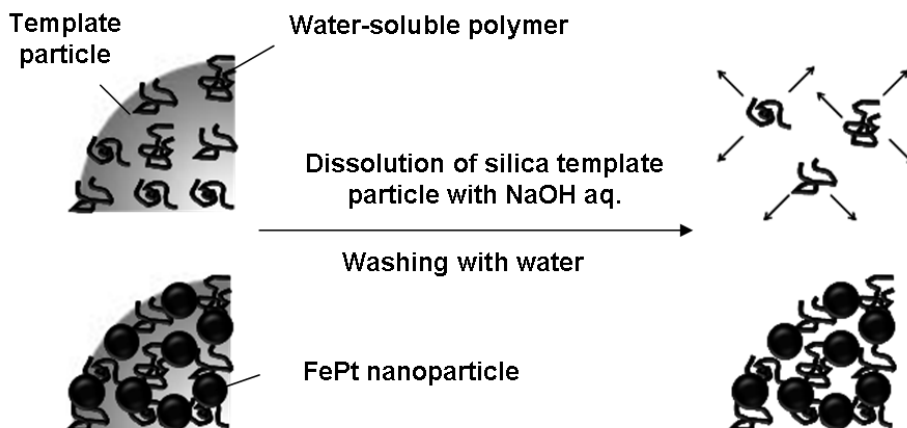 Template
particle
Water-soluble polymer
Dissolution of silica template
particle with NaOH aq.
Washing with water
FePt nanoparticle